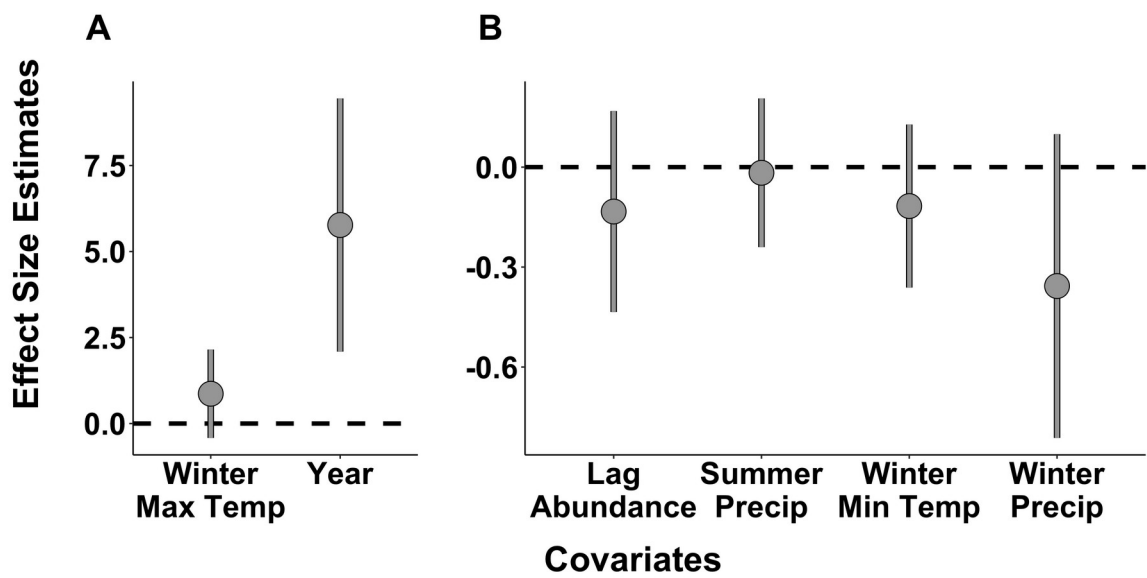 A
B
Effect Size Estimates
7.5
5.0
2.5
0.0
0.0
-0.3
-0.6
Winter
Max Temp
Year
Lag
Abundance
Summer
Precip
Winter
Min Temp
Winter
Precip
Covariates